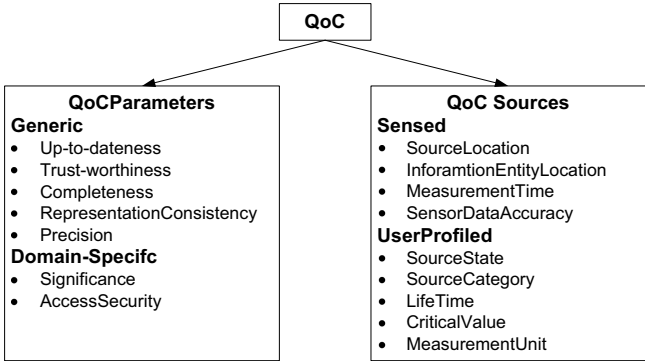 QoC
QoCParameters
Generic
• Up-to-dateness
• Trust-worthiness
• Completeness
• RepresentationConsistency
• Precision
Domain-Specifc
• Significance
• AccessSecurity
QoC Sources
Sensed
• SourceLocation
• InforamtionEntityLocation
• MeasurementTime
• SensorDataAccuracy
UserProfiled
• SourceState
• SourceCategory
• LifeTime
• CriticalValue
• MeasurementUnit